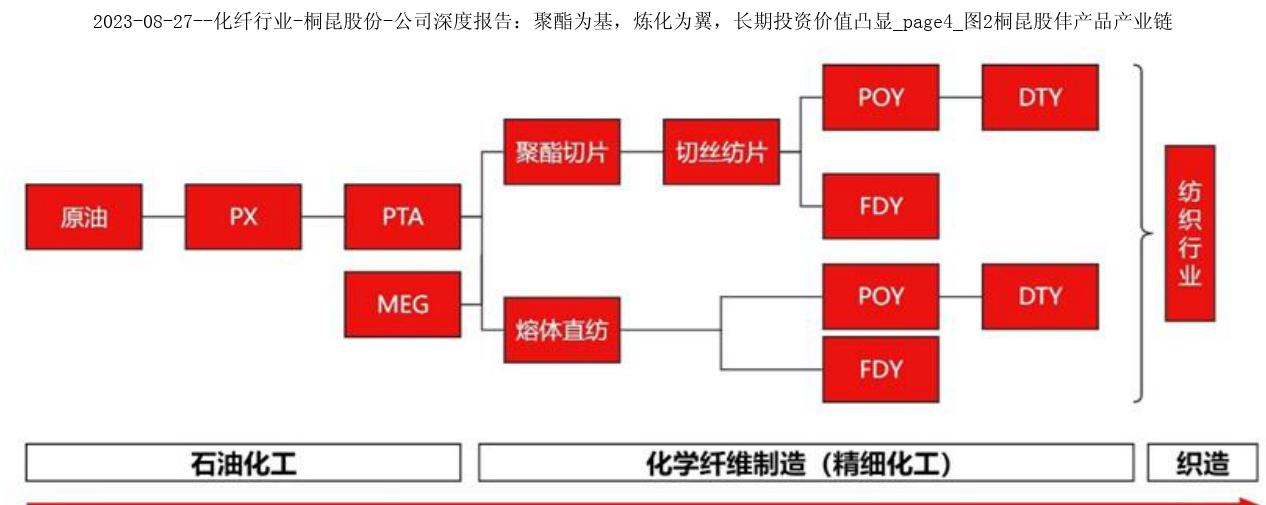 2023-08-27--化纤行业-桐昆股份-公司深度报告：聚酯为基，炼化为翼，长期投资价值凸显_page4_图2桐昆股佧产品产业链
POY
DTY
聚酯切片
切丝纺片
FDY
原油
PX
PTA
MEG
熔体直纺
POY
DTY
FDY
纺织行业
石油化工
化学纤维制造（精细化工）
织造